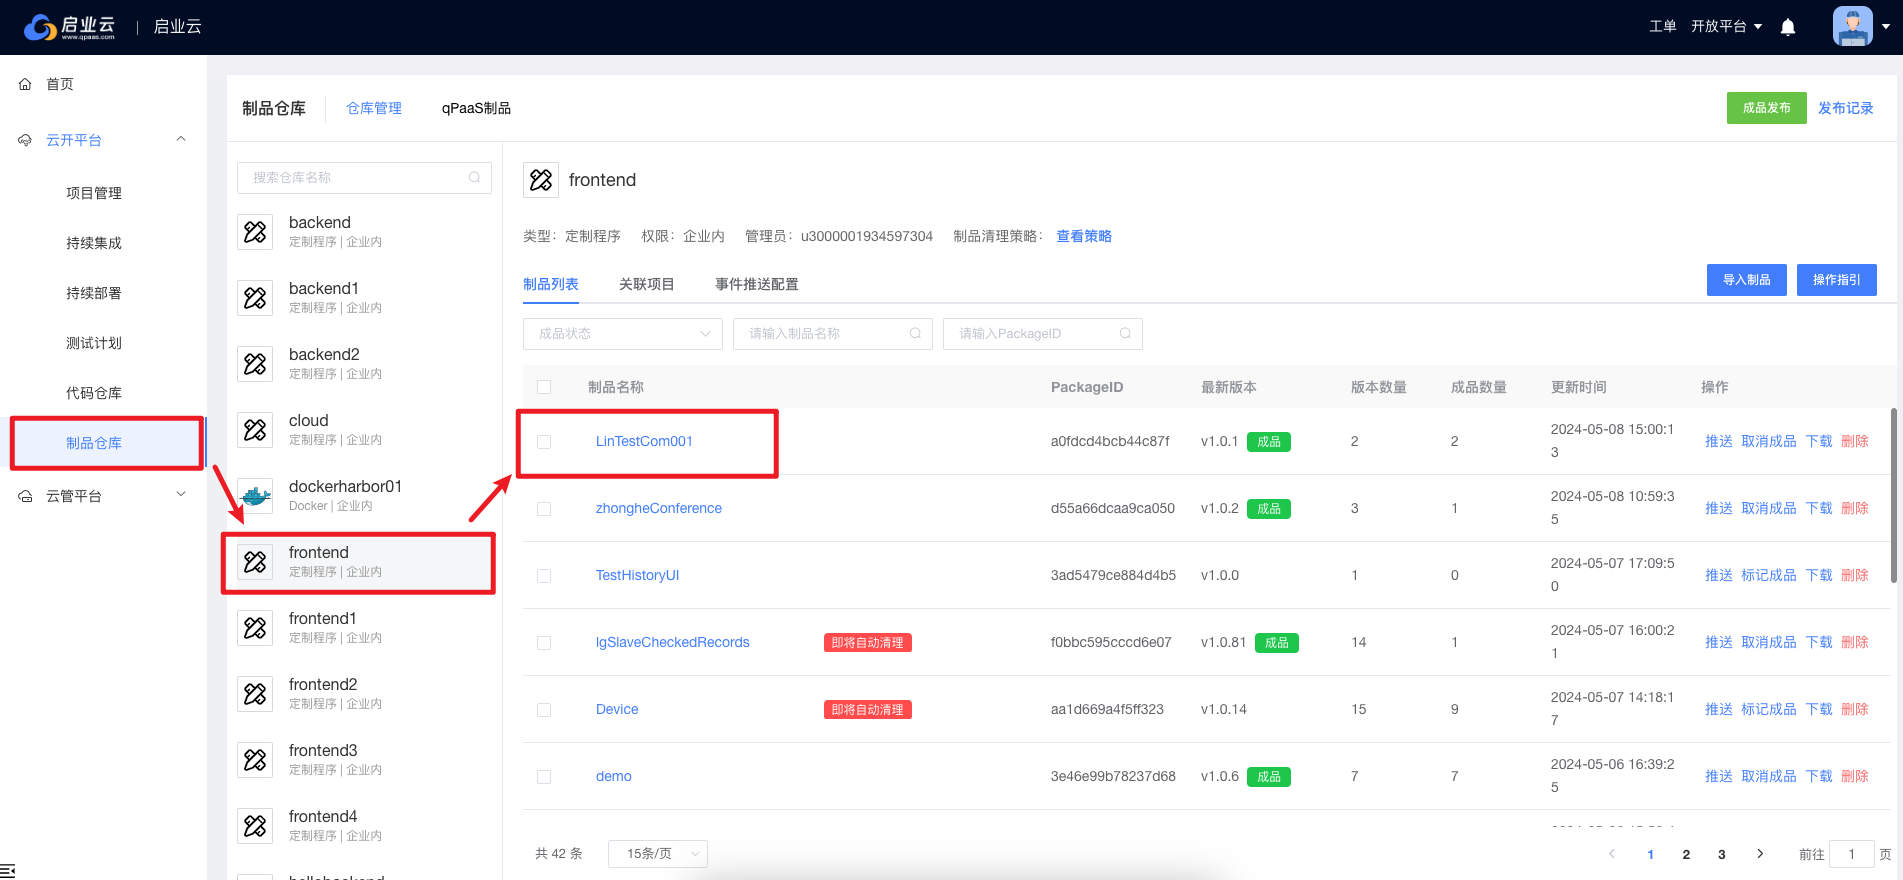 启业云
www.qpaas.com
启业云
工单
开放平台
首页
云开平台
项目管理
持续集成
持续部署
测试计划
代码仓库
制品仓库
云管平台
制品仓库
仓库管理
qPaaS制品
成品发布
发布记录
搜索仓库名称
backend
定制程序 | 企业内
backend1
定制程序 | 企业内
backend2
定制程序 | 企业内
cloud
定制程序 | 企业内
dockerharbor01
Docker | 企业内
frontend
定制程序 | 企业内
frontend1
定制程序 | 企业内
frontend2
定制程序 | 企业内
frontend3
定制程序 | 企业内
frontend4
定制程序 | 企业内
frontend
类型: 定制程序 权限: 企业内 管理员: u3000001934597304 制品清理策略: 查看策略
制品列表 关联项目 事件推送配置
导入制品 操作指引
成品状态 请输入制品名称 请输入PackageID
制品名称 PackageID 最新版本 版本数量 成品数量 更新时间 操作
LinTestCom001 a0fdcd4bcb44c87f v1.0.1 成品 2 2 2024-05-08 15:00:13 推送 取消成品 下载 删除
zhongheConference d55a66dcaa9ca050 v1.0.2 成品 3 1 2024-05-08 10:59:35 推送 取消成品 下载 删除
TestHistoryUI 3ad5479ce884d4b5 v1.0.0 1 0 2024-05-07 17:09:50 推送 标记成品 下载 删除
lgSlaveCheckedRecords 即将自动清理 f0bbc595cccd6e07 v1.0.81 成品 14 1 2024-05-07 16:00:21 推送 取消成品 下载 删除
Device 即将自动清理 aa1d669a4f5ff323 v1.0.14 15 9 2024-05-07 14:18:17 推送 标记成品 下载 删除
demo 3e46e99b78237d68 v1.0.6 成品 7 7 2024-05-06 16:39:25 推送 取消成品 下载 删除
共 42 条 15条/页 1 2 3 前往 1 页